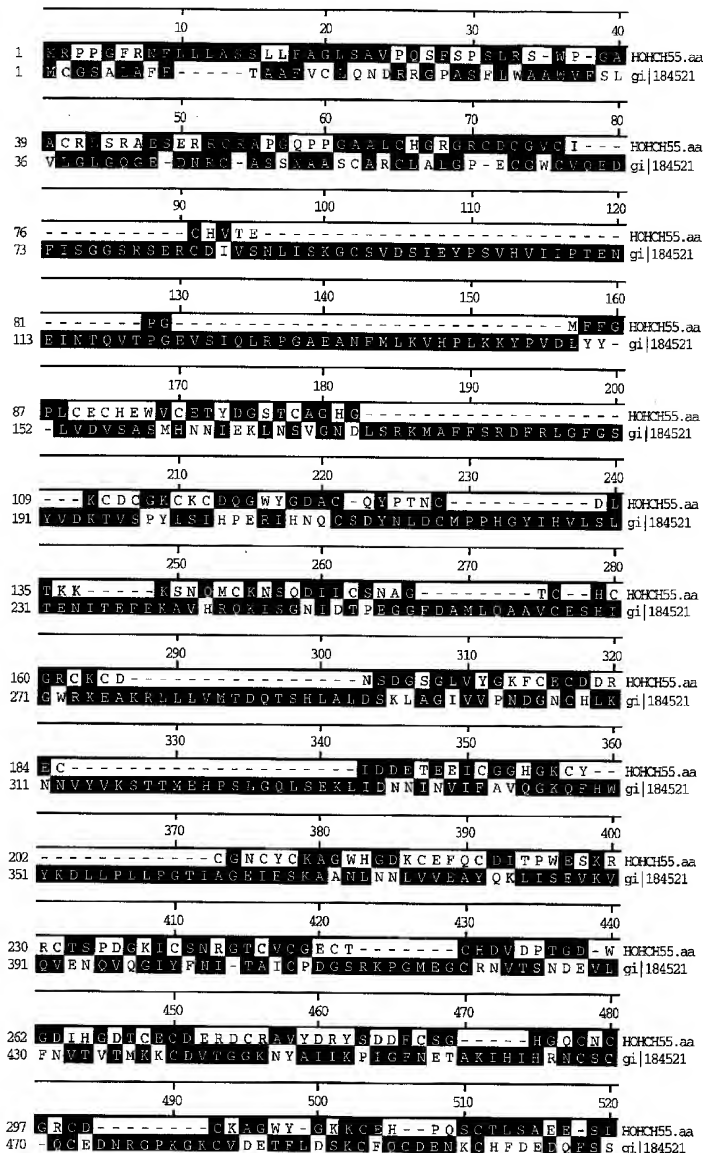 10 20 30 40
1 KRPPGFRNFLLLASSLLFAGLSAVPQSFSPSLRS-WP-GA HOHCH55.aa
1 MCGSALAFF-----TAAFVCLQNDRRGPASFLWAAWVFSL gi|184521
50 60 70 80
39 ACRLSRAESERRCRAPGQPPGAALCHGRGRCDCGVCI--- HOHCH55.aa
36 VLGLGQGE-DNRC-ASSNAASCARCLALGP-ECGWCVQED gi|184521
90 100 110 120
76 ----------CHVTE------------------------- HOHCH55.aa
73 FISGGSRSERCDIVSNLISKGCSVDSIEYPSVHVIIPTEN gi|184521
130 140 150 160
81 -------PG---------------------------MFFG HOHCH55.aa
113 EINTQVTPGEVSIQLRPGAEANFMLKVHPLKKYPVDLYY- gi|184521
170 180 190 200
87 PLCECHEWVCETYDGSTCAGHG------------------ HOHCH55.aa
152 -LVDVSASMHNNIEKLNSVGNDLSRKMAFFSRDFRLGFGS gi|184521
210 220 230 240
109 ---KCDCGKCKCDQGWYGDAC-QYPTNC----------DL HOHCH55.aa
191 YVDKTVSPYISIHPERIHNQCSDYNLDCMPPHGYIHVLSL gi|184521
250 260 270 280
135 TKK-----KSNQMCKNSQDIICSNAG--------TC--HC HOHCH55.aa
231 TENITEFEKAVHRQKISGNIDTPEGGFDAMLQAAVCESHI gi|184521
290 300 310 320
160 GRCKCD----------------NSDGSGLVYGKFCECDDR HOHCH55.aa
271 GWRKEAKRLLLVMTDQTSHLALDSKLAGIVVPNDGNCHLK gi|184521
330 340 350 360
184 EC--------------------IDDETEEICGGHGKCY-- HOHCH55.aa
311 NNVYVKSTTMEHPSLGQLSEKLIDNNINVIFAVQGKQFHW gi|184521
370 380 390 400
202 ------------CGNCYCKAGWHGDKCEFQCDITPWESKR HOHCH55.aa
351 YKDLLPLLPGTIAGEIESKAANLNNLVVEAYQKLISEVKV gi|184521
410 420 430 440
230 RCTSPDGKICSNRGTCVCGECT-------CHDVDPTGD-W HOHCH55.aa
391 QVENQVQGIYFNI-TAICPDGSRKPGMEGCRNVTSNDEVL gi|184521
450 460 470 480
262 GDIHGDTCECDERDCRAVYDRYSDDFCSG-----HGQCNC HOHCH55.aa
430 FNVTVTMKKCDVTGGKNYAIIKPIGFNETAKIHIHRNCSC gi|184521
490 500 510 520
297 GRCD--------CKAGWY-GKKCEH--PQSCTLSAEE-SL HOHCH55.aa
470 -QCEDNRGPKGKCVDETFLDSKCFQCDENKCHFDEDQFSS gi|184521